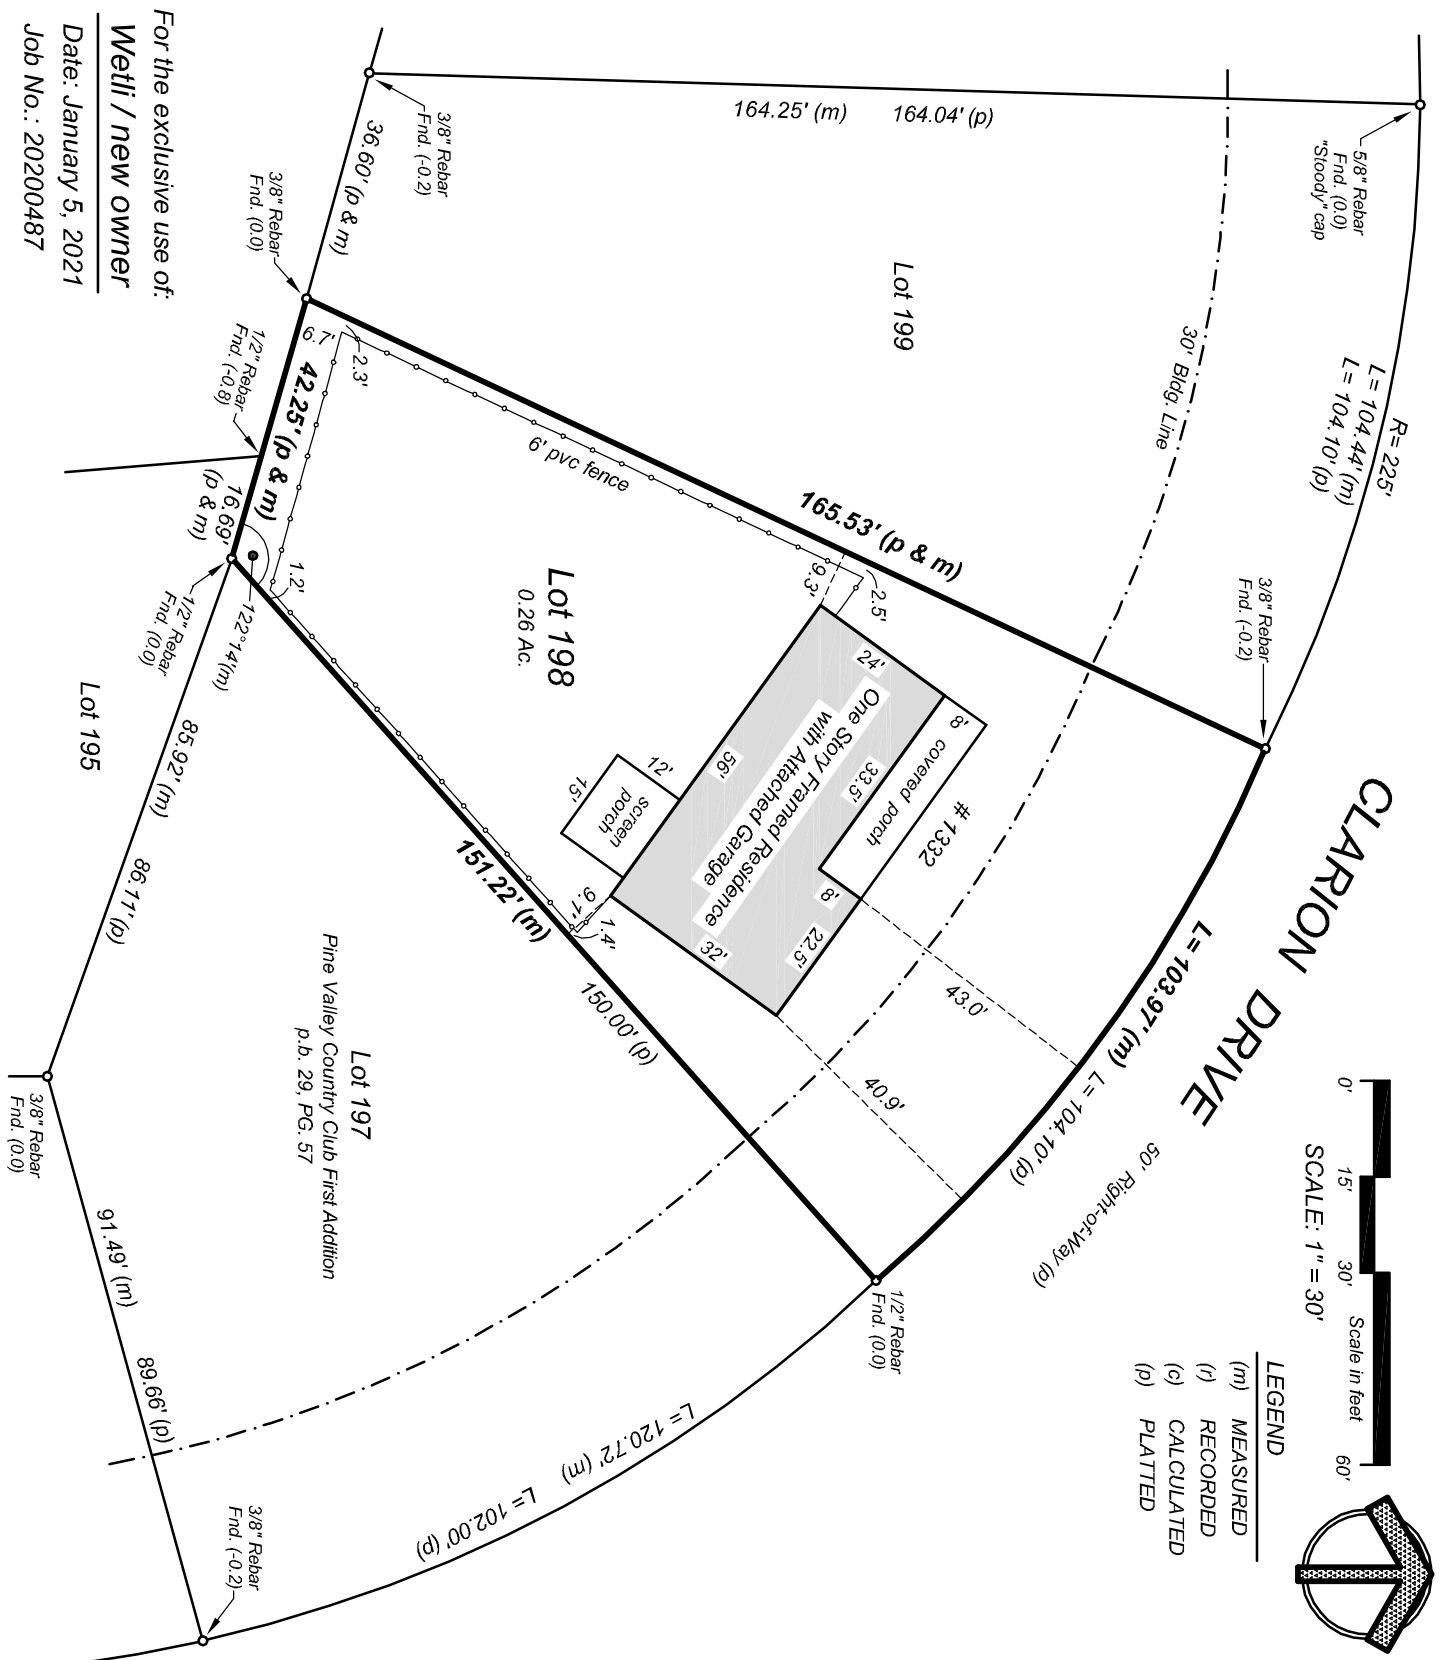 CLARION DRIVE
50' Right-of-Way (p)
0' 15' 30' 60'
Scale in feet
SCALE: 1" = 30'
LEGEND
(m) MEASURED
(r) RECORDED
(c) CALCULATED
(p) PLATTED
5/8" Rebar
Fnd. (0.0)
"Stoody" cap
R= 225'
L= 104.44' (m)
L= 104.10' (p)
30' Bldg. Line
3/8" Rebar
Fnd. (-0.2)
164.25' (m) 164.04' (p)
Lot 199
3/8" Rebar
Fnd. (-0.2)
36.60' (p & m)
3/8" Rebar
Fnd. (0.0)
165.53' (p & m)
L=103.97' (m) L= 104.10' (p)
43.0'
40.9'
# 1332
8' covered porch
33.5'
24'
One Story Framed Residence
with Attached Garage
56'
8'
22.5'
32'
12'
15'
screen
porch
2.5'
9.3'
6' pvc fence
2.3'
6.7'
42.25' (p & m)
1/2" Rebar
Fnd. (-0.8)
16.69'
(p & m)
1.2'
122°14'(m)
1/2" Rebar
Fnd. (0.0)
Lot 198
0.26 Ac.
9.1'
1.4'
151.22' (m)
150.00' (p)
1/2" Rebar
Fnd. (0.0)
Lot 195
85.92' (m) 86.11' (p)
Lot 197
Pine Valley Country Club First Addition
p.b. 29, PG. 57
3/8" Rebar
Fnd. (0.0)
91.49' (m) 89.66' (p)
L= 120.72' (m) L= 102.00' (p)
3/8" Rebar
Fnd. (-0.2)
For the exclusive use of:
Wetli / new owner
Date: January 5, 2021
Job No.: 20200487